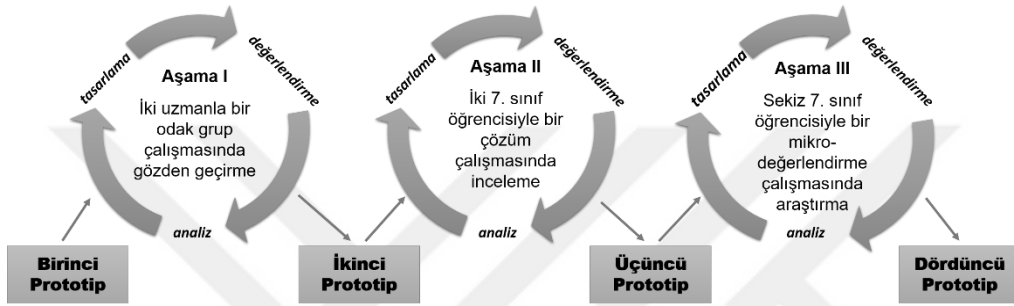 tasarlama
değerlendirme
Aşama I
İki uzmanla bir
odak grup
çalışmasında
gözden geçirme
analiz
tasarlama
değerlendirme
Aşama II
İki 7. sınıf
öğrencisiyle bir
çözüm
çalışmasında
inceleme
analiz
tasarlama
değerlendirme
Aşama III
Sekiz 7. sınıf
öğrencisiyle bir
mikro-
değerlendirme
çalışmasında
araştırma
analiz
Birinci
Prototip
İkinci
Prototip
Üçüncü
Prototip
Dördüncü
Prototip